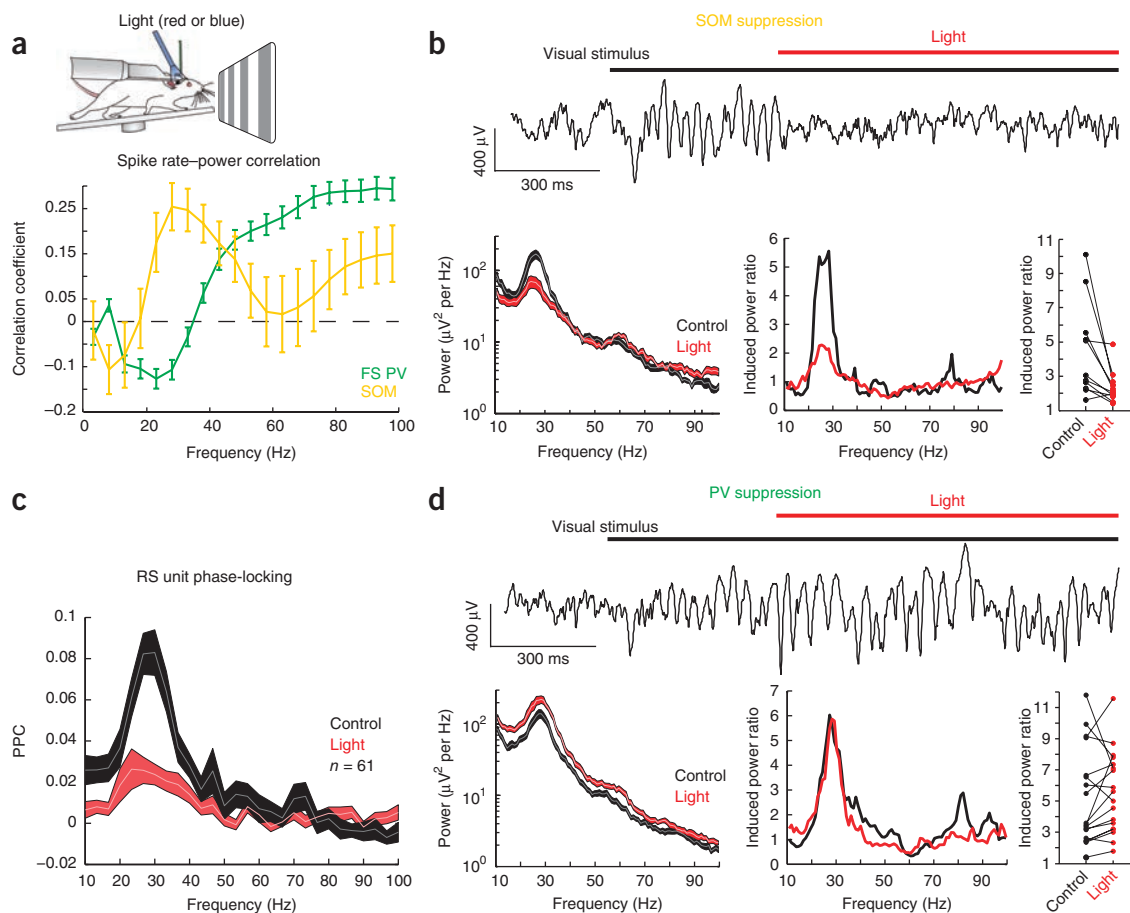 a
Light (red or blue)
Spike rate–power correlation
Correlation coefficient
0.25
0.15
0.05
0
–0.1
–0.2
FS PV
SOM
0 20 40 60 80 100
Frequency (Hz)
b
SOM suppression
Light
Visual stimulus
400 µV
300 ms
Power (µV² per Hz)
10²
10¹
10⁰
Control
Light
10 30 50 70 90
Frequency (Hz)
Induced power ratio
6
5
4
3
2
1
0
10 30 50 70 90
Frequency (Hz)
Induced power ratio
11
10
9
8
7
6
5
4
3
2
1
Control
Light
c
RS unit phase-locking
PPC
0.1
0.08
0.06
0.04
0.02
0
–0.02
Control
Light
n = 61
10 20 30 40 50 60 70 80 90 100
Frequency (Hz)
d
PV suppression
Light
Visual stimulus
400 µV
300 ms
Power (µV² per Hz)
10²
10¹
10⁰
Control
Light
10 30 50 70 90
Frequency (Hz)
Induced power ratio
7
6
5
4
3
2
1
0
10 30 50 70 90
Frequency (Hz)
Induced power ratio
11
9
7
5
3
1
Control
Light